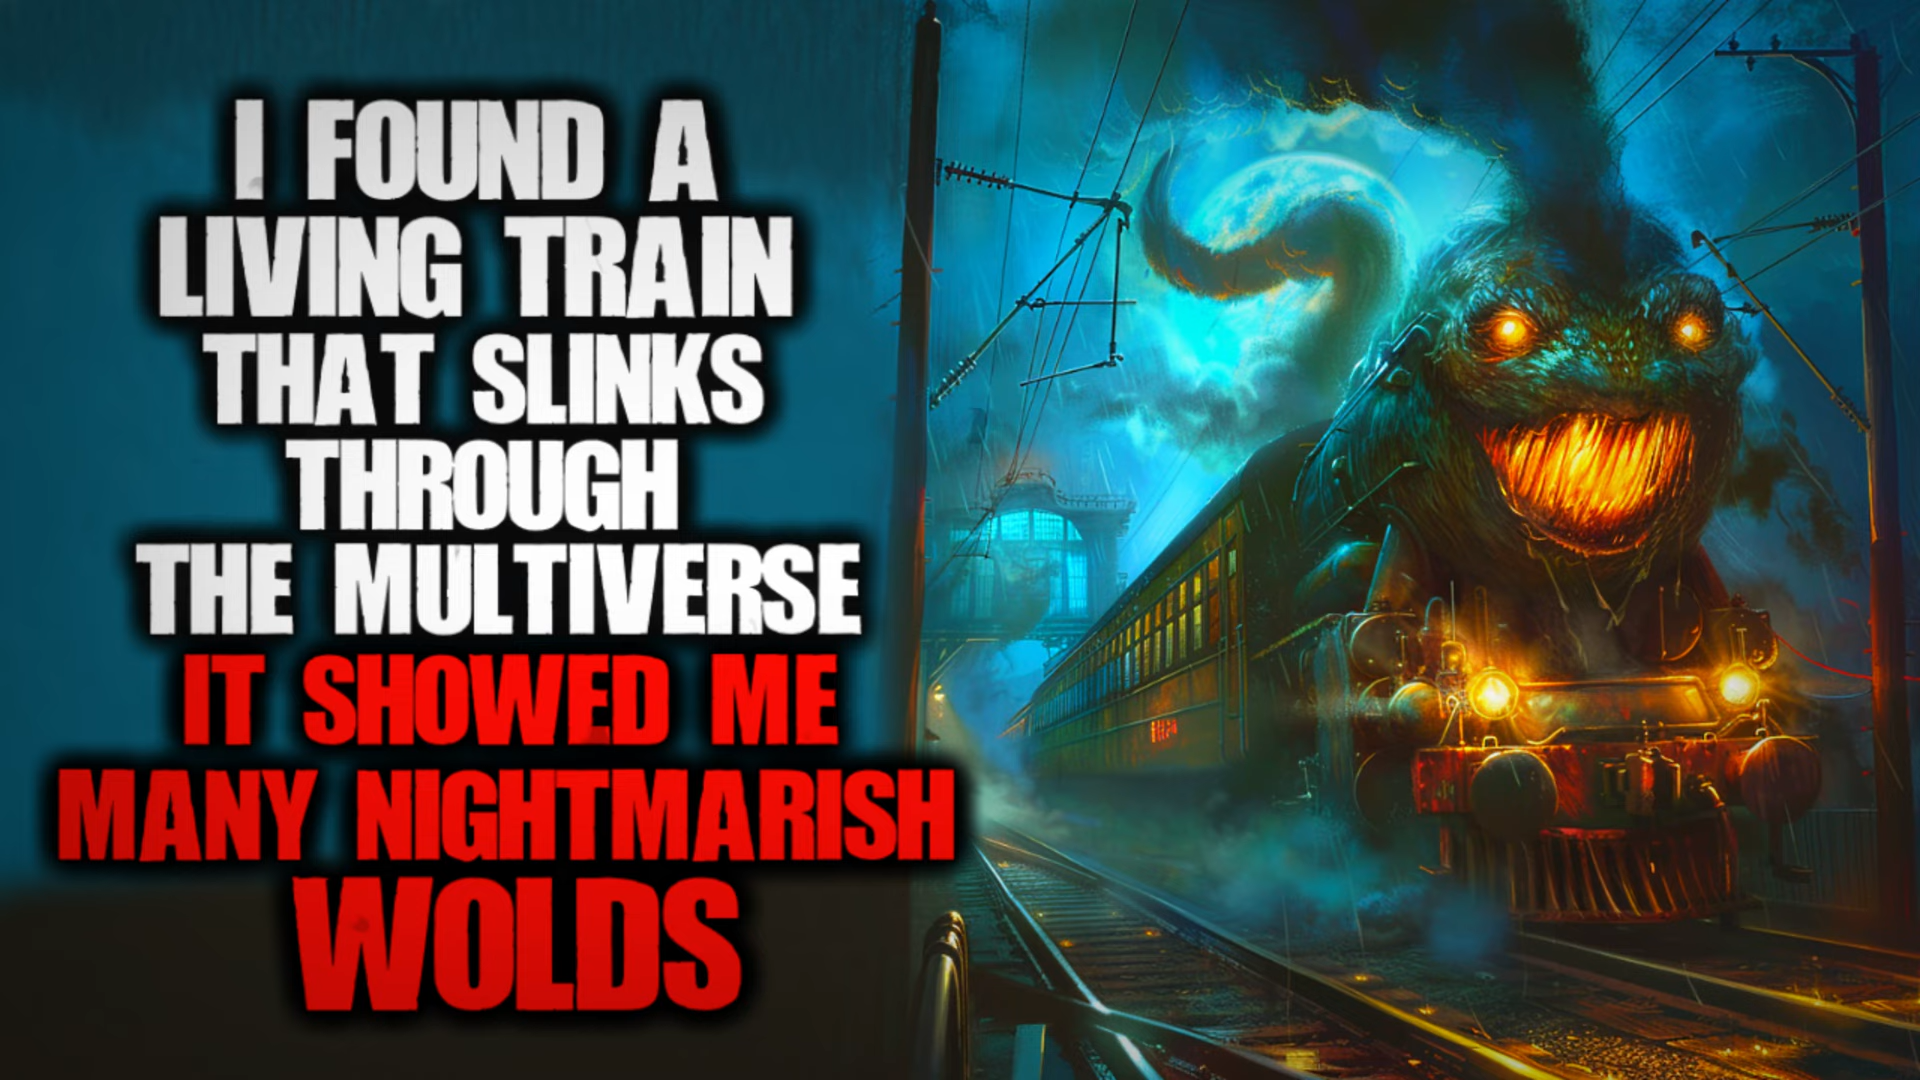 I FOUND A
LIVING TRAIN
THAT SLINKS
THROUGH
THE MULTIVERSE
IT SHOWED ME
MANY NIGHTMARISH
WOLDS